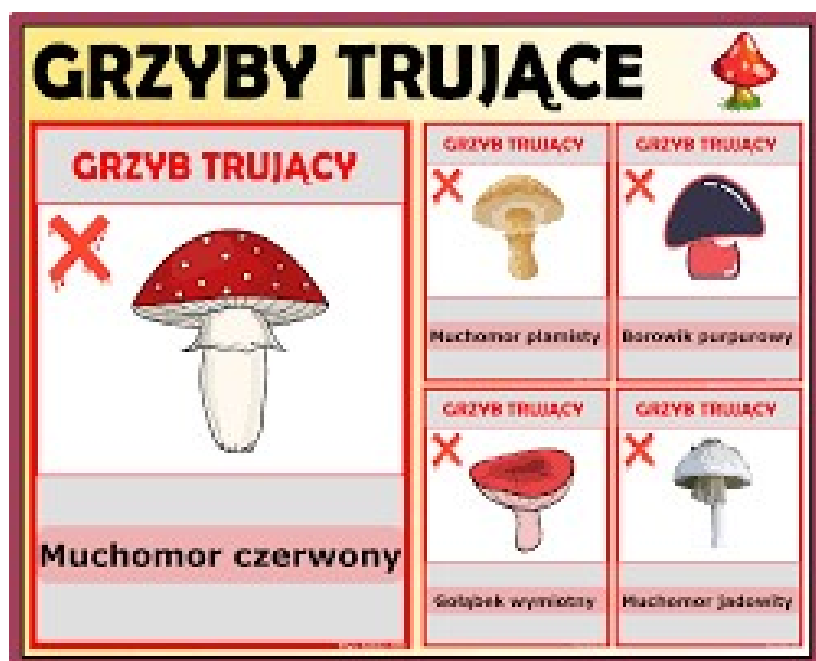 GRZYBY TRUJĄCE
GRZYB TRUJĄCY
Muchomor czerwony
GRZYB TRUJĄCY
Muchomor plamisty
GRZYB TRUJĄCY
Borowik purpurowy
GRZYB TRUJĄCY
Gołąbek wymiotny
GRZYB TRUJĄCY
Muchomor jadowity